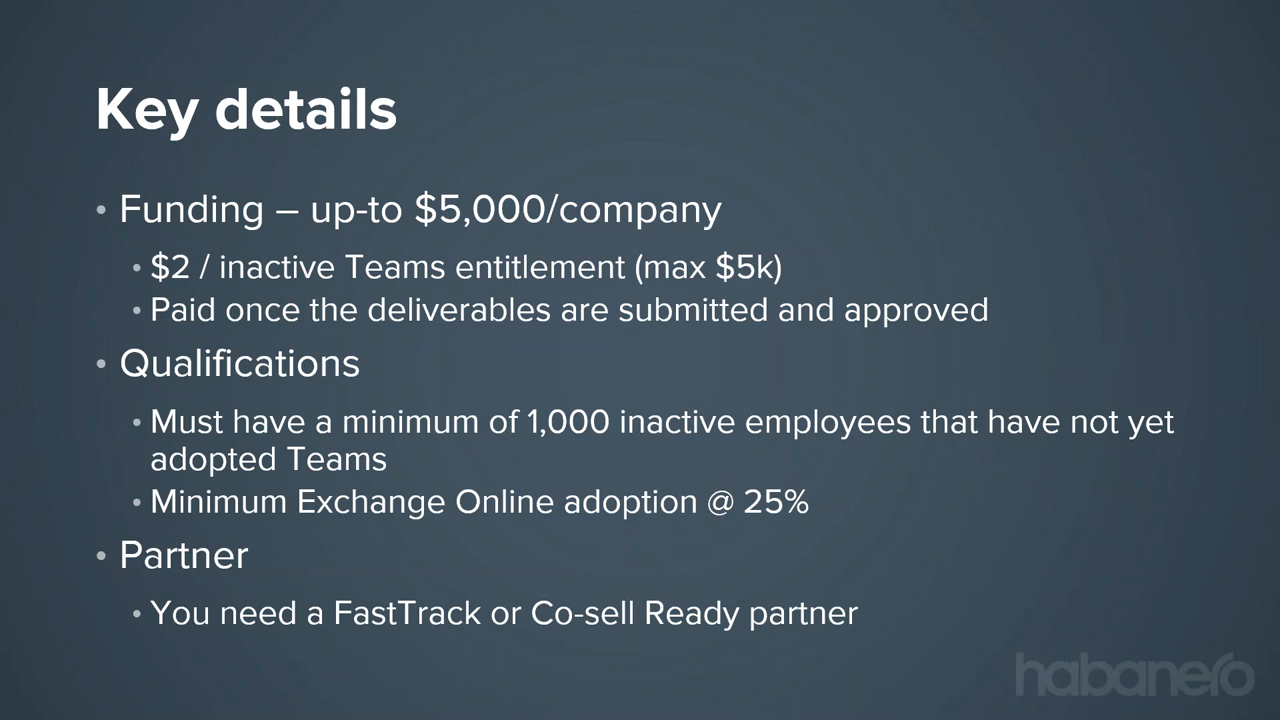 Key details
• Funding – up-to $5,000/company
• $2 / inactive Teams entitlement (max $5k)
• Paid once the deliverables are submitted and approved
• Qualifications
• Must have a minimum of 1,000 inactive employees that have not yet
adopted Teams
• Minimum Exchange Online adoption @ 25%
• Partner
• You need a FastTrack or Co-sell Ready partner
habanero